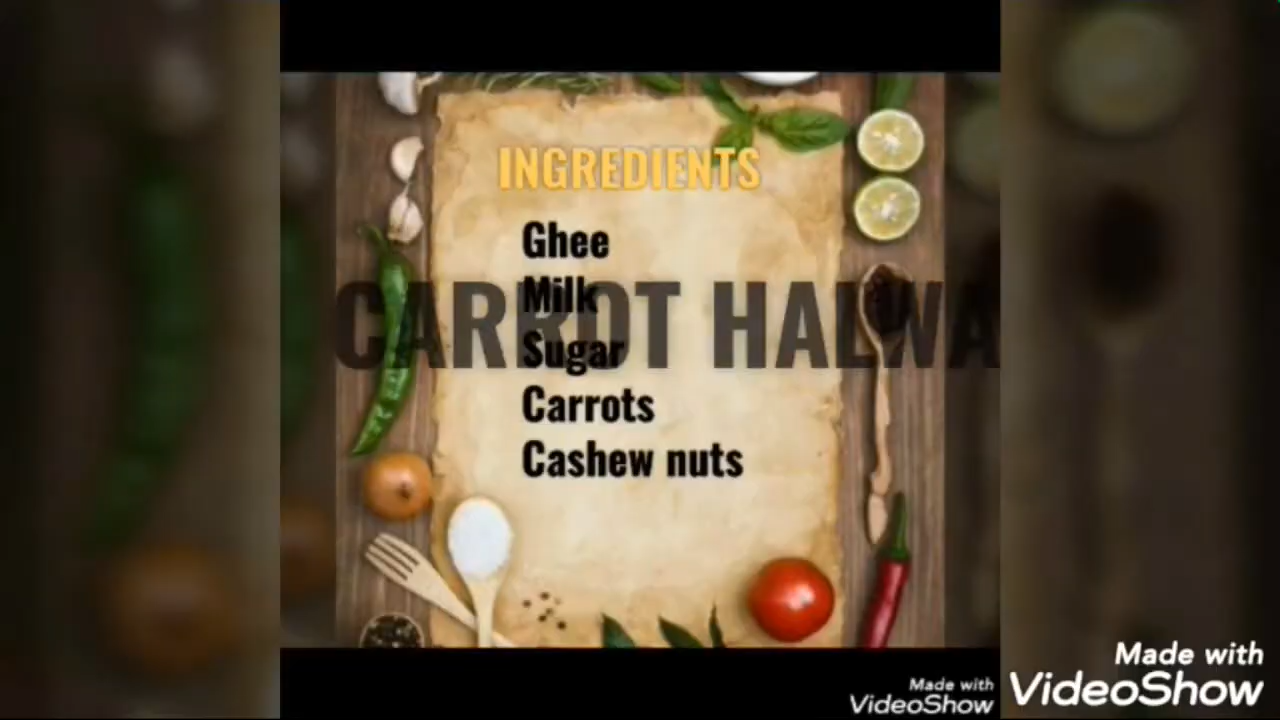 INGREDIENTS
Ghee
Milk
CARROT HALWA
Sugar
Carrots
Cashew nuts
Made with
VideoShow
Made with
VideoShow